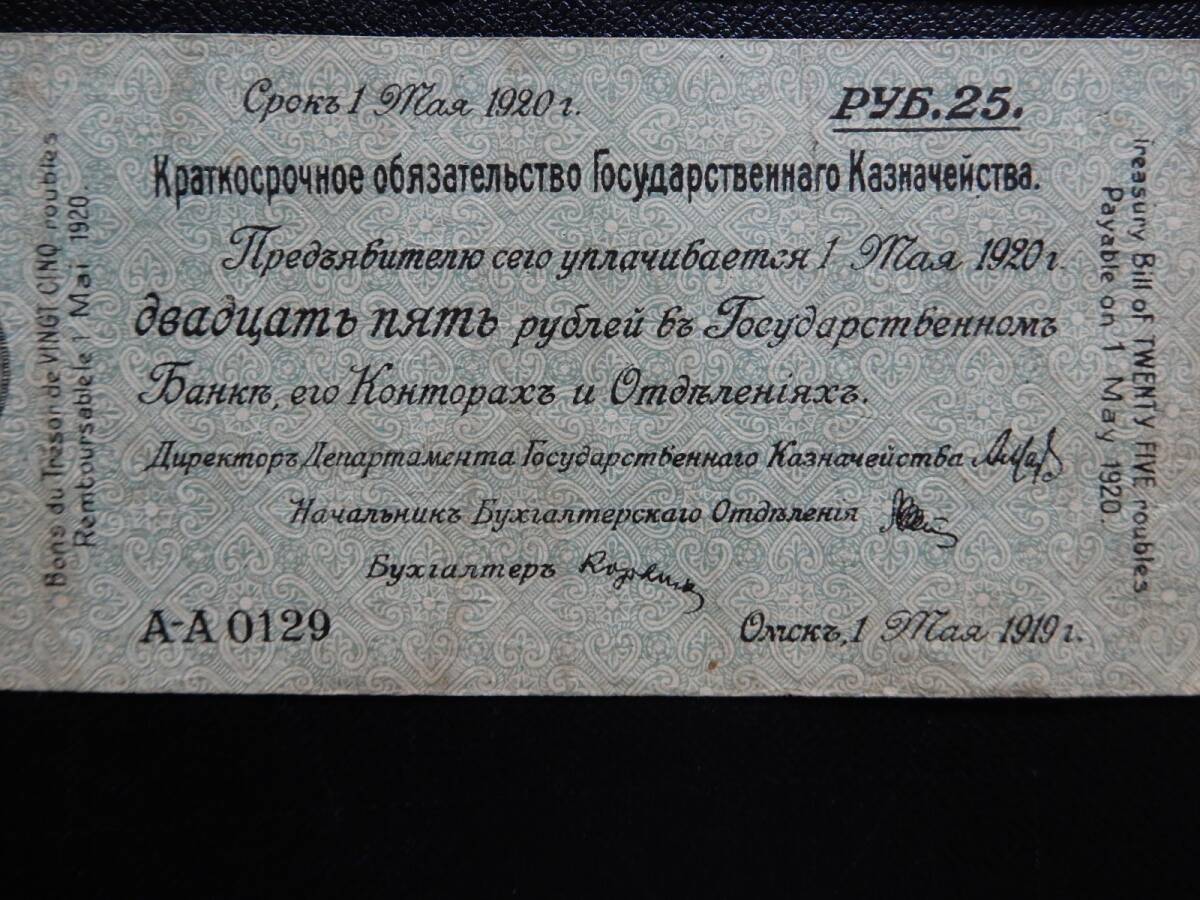 Срокъ 1 Мая 1920 г.
РУБ. 25.
Краткосрочное обязательство Государственнаго Казначейства.
Предъявителю сего уплачивается 1 Мая 1920 г.
двадцать пять рублей въ Государственномъ
Банкѣ, его Конторахъ и Отдѣленіяхъ.
Директоръ Департамента Государственнаго Казначейства
Начальникъ Бухгалтерскаго Отдѣленія
Бухгалтеръ
А-А 0129
Омскъ, 1 Мая 1919 г.
Bons du Trésor de VINGT CINQ roubles
Remboursable le 1 Mai 1920.
Treasury Bill of TWENTY FIVE roubles
Payable on 1 May 1920.